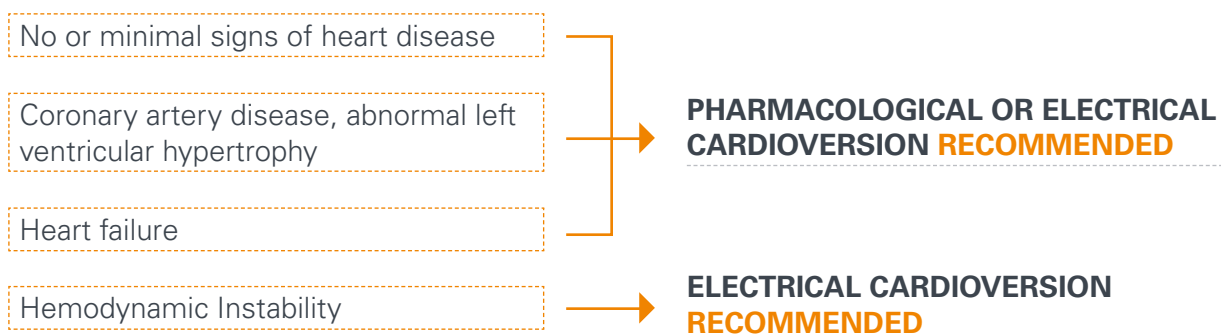 No or minimal signs of heart disease
Coronary artery disease, abnormal left
ventricular hypertrophy
Heart failure
PHARMACOLOGICAL OR ELECTRICAL
CARDIOVERSION RECOMMENDED
Hemodynamic Instability
ELECTRICAL CARDIOVERSION
RECOMMENDED